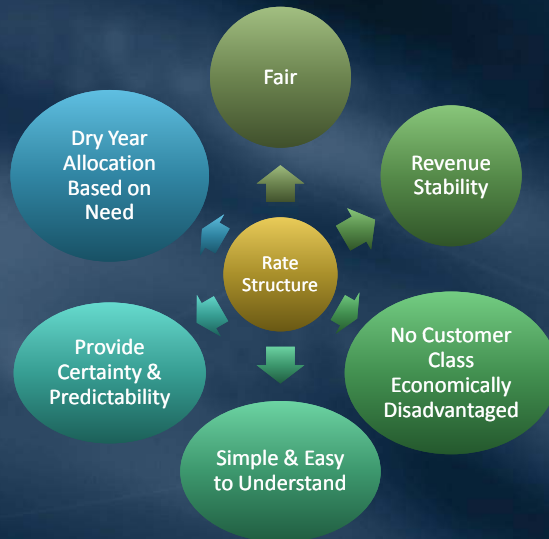 Fair
Dry Year
Allocation
Based on
Need
Revenue
Stability
Rate
Structure
Provide
Certainty &
Predictability
No Customer
Class
Economically
Disadvantaged
Simple & Easy
to Understand